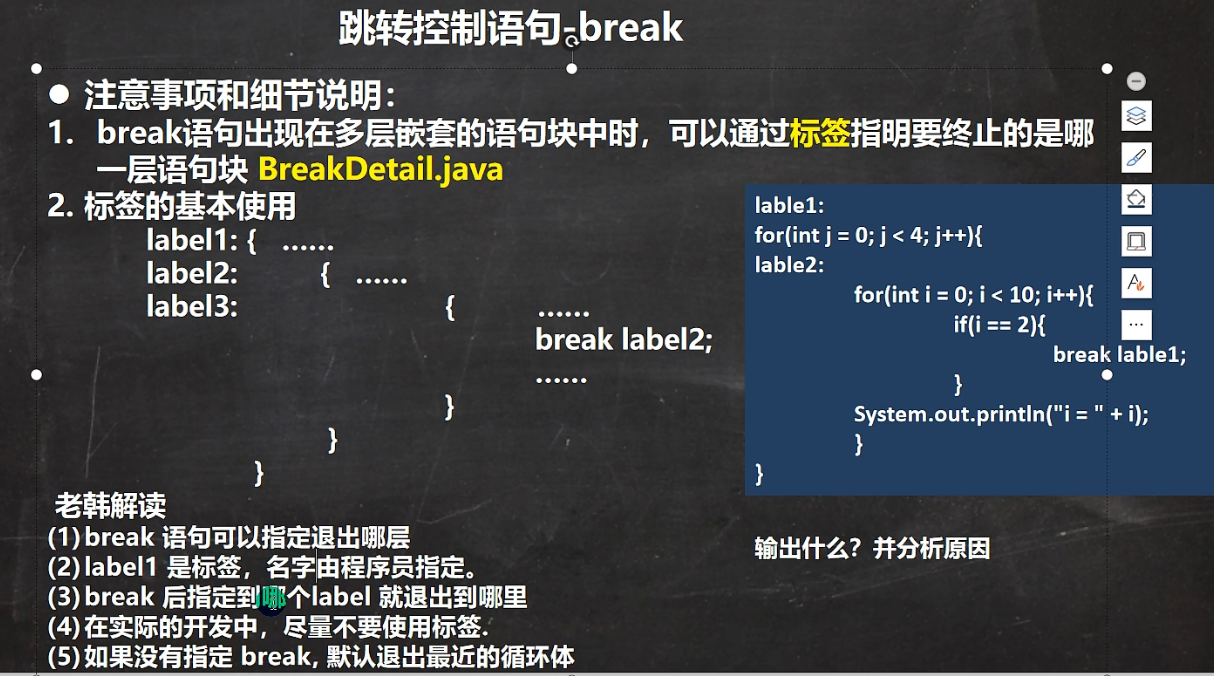 跳转控制语句-break
● 注意事项和细节说明：
1. break语句出现在多层嵌套的语句块中时，可以通过标签指明要终止的是哪
一层语句块 BreakDetail.java
2. 标签的基本使用
label1: { ......
label2: { ......
label3: { ......
break label2;
......
}
}
}
老韩解读
(1) break 语句可以指定退出哪层
(2) label1 是标签，名字由程序员指定。
(3) break 后指定到哪个label 就退出到哪里
(4) 在实际的开发中，尽量不要使用标签.
(5) 如果没有指定 break, 默认退出最近的循环体
lable1:
for(int j = 0; j < 4; j++){
lable2:
for(int i = 0; i < 10; i++){
if(i == 2){
break lable1;
}
System.out.println("i = " + i);
}
}
输出什么？并分析原因